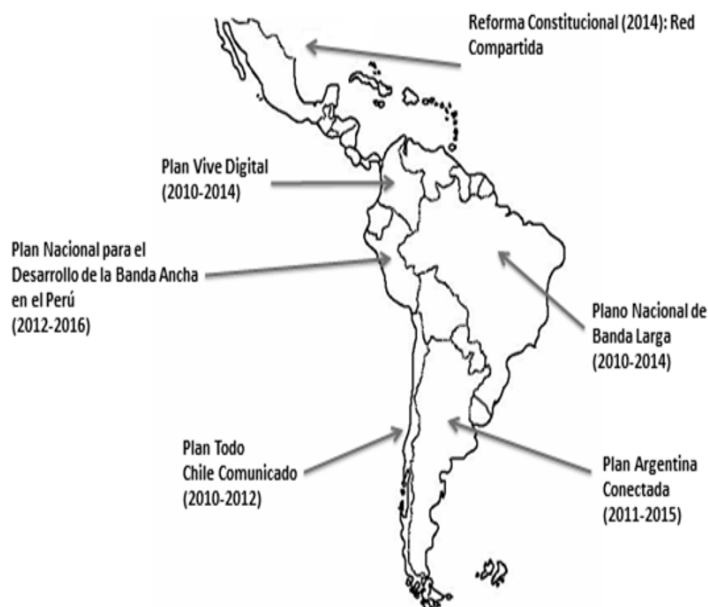 Reforma Constitucional (2014): Red
Compartida
Plan Vive Digital
(2010-2014)
Plan Nacional para el
Desarrollo de la Banda Ancha
en el Perú
(2012-2016)
Plano Nacional de
Banda Larga
(2010-2014)
Plan Todo
Chile Comunicado
(2010-2012)
Plan Argentina
Conectada
(2011-2015)